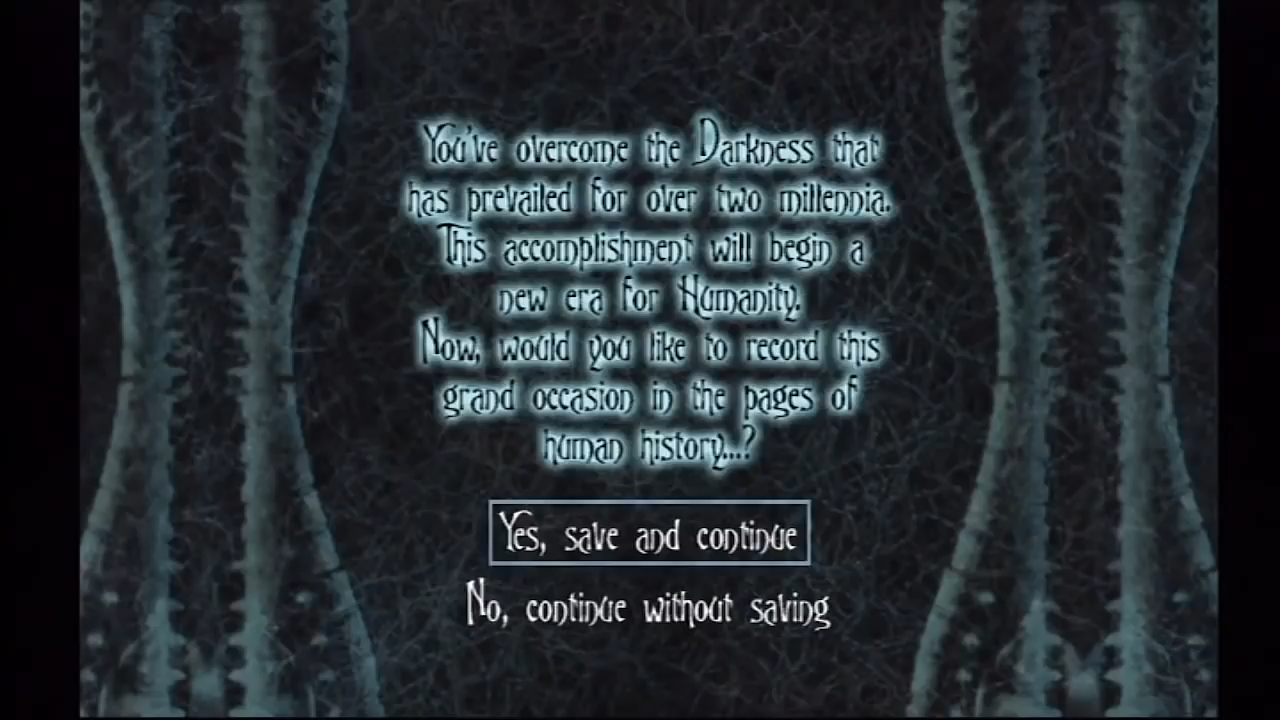 You've overcome the Darkness that
has prevailed for over two millennia.
This accomplishment will begin a
new era for Humanity.
Now, would you like to record this
grand occasion in the pages of
human history...?
Yes, save and continue
No, continue without saving